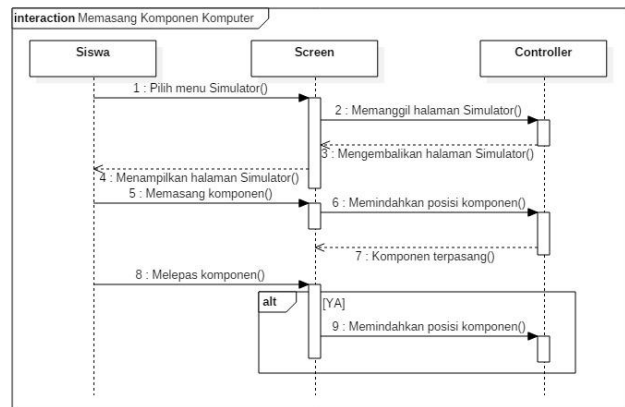 interaction Memasang Komponen Komputer
Siswa
Screen
Controller
1 : Pilih menu Simulator()
2 : Memanggil halaman Simulator()
3 : Mengembalikan halaman Simulator()
4 : Menampilkan halaman Simulator()
5 : Memasang komponen()
6 : Memindahkan posisi komponen()
7 : Komponen terpasang()
8 : Melepas komponen()
alt
[YA]
9 : Memindahkan posisi komponen()